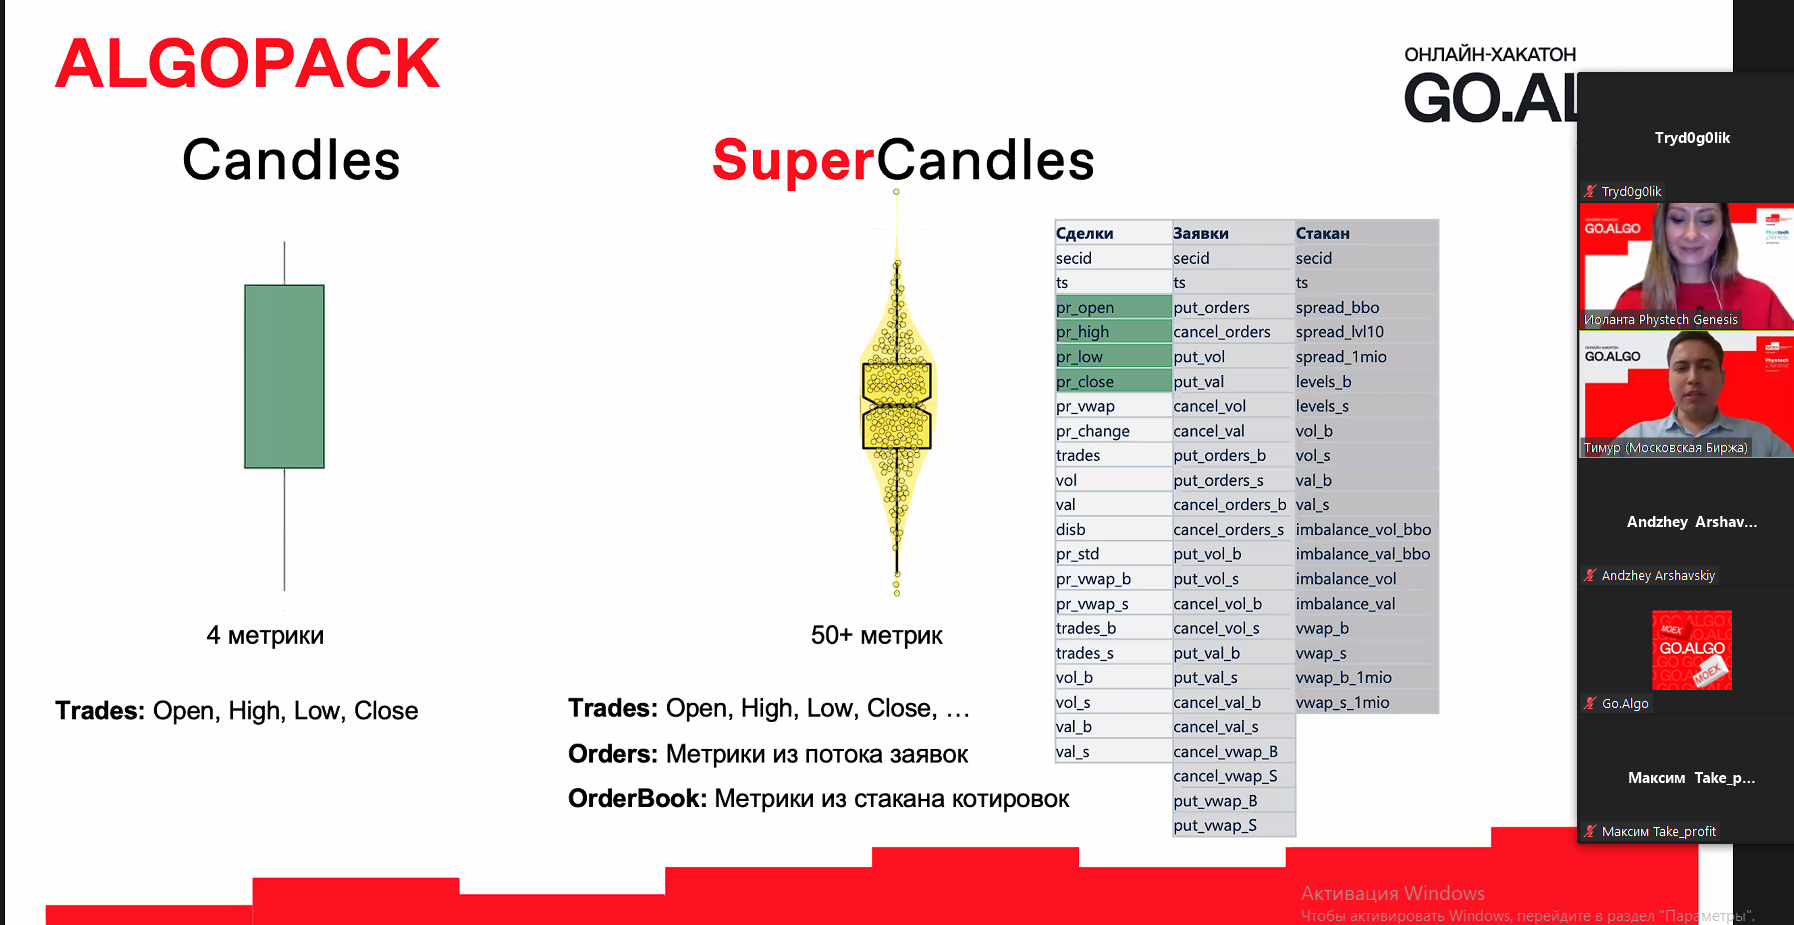 ALGOPACK
ОНЛАЙН-ХАКАТОН
GO.AL
Candles
SuperCandles
4 метрики
50+ метрик
Trades: Open, High, Low, Close
Trades: Open, High, Low, Close, ...
Orders: Метрики из потока заявок
OrderBook: Метрики из стакана котировок
Сделки Заявки Стакан
secid secid secid
ts ts ts
pr_open put_orders spread_bbo
pr_high cancel_orders spread_lvl10
pr_low put_vol spread_1mio
pr_close put_val levels_b
pr_vwap cancel_vol levels_s
pr_change cancel_val vol_b
trades put_orders_b vol_s
vol put_orders_s val_b
val cancel_orders_b val_s
disb cancel_orders_s imbalance_vol_bbo
pr_std put_vol_b imbalance_val_bbo
pr_vwap_b put_vol_s imbalance_vol
pr_vwap_s cancel_vol_b imbalance_val
trades_b cancel_vol_s vwap_b
trades_s put_val_b vwap_s
vol_b put_val_s vwap_b_1mio
vol_s cancel_val_b vwap_s_1mio
val_b cancel_val_s
val_s cancel_vwap_B
cancel_vwap_S
put_vwap_B
put_vwap_S
Tryd0g0lik
Tryd0g0lik
GO.ALGO
Иоланта Phystech Genesis
GO.ALGO
Тимур (Московская Биржа)
Andzhey Arshav...
Andzhey Arshavskiy
MOEX
GO.ALGO
MOEX
Go.Algo
Максим Take_p...
Максим Take_profit
Активация Windows
Чтобы активировать Windows, перейдите в раздел "Параметры".